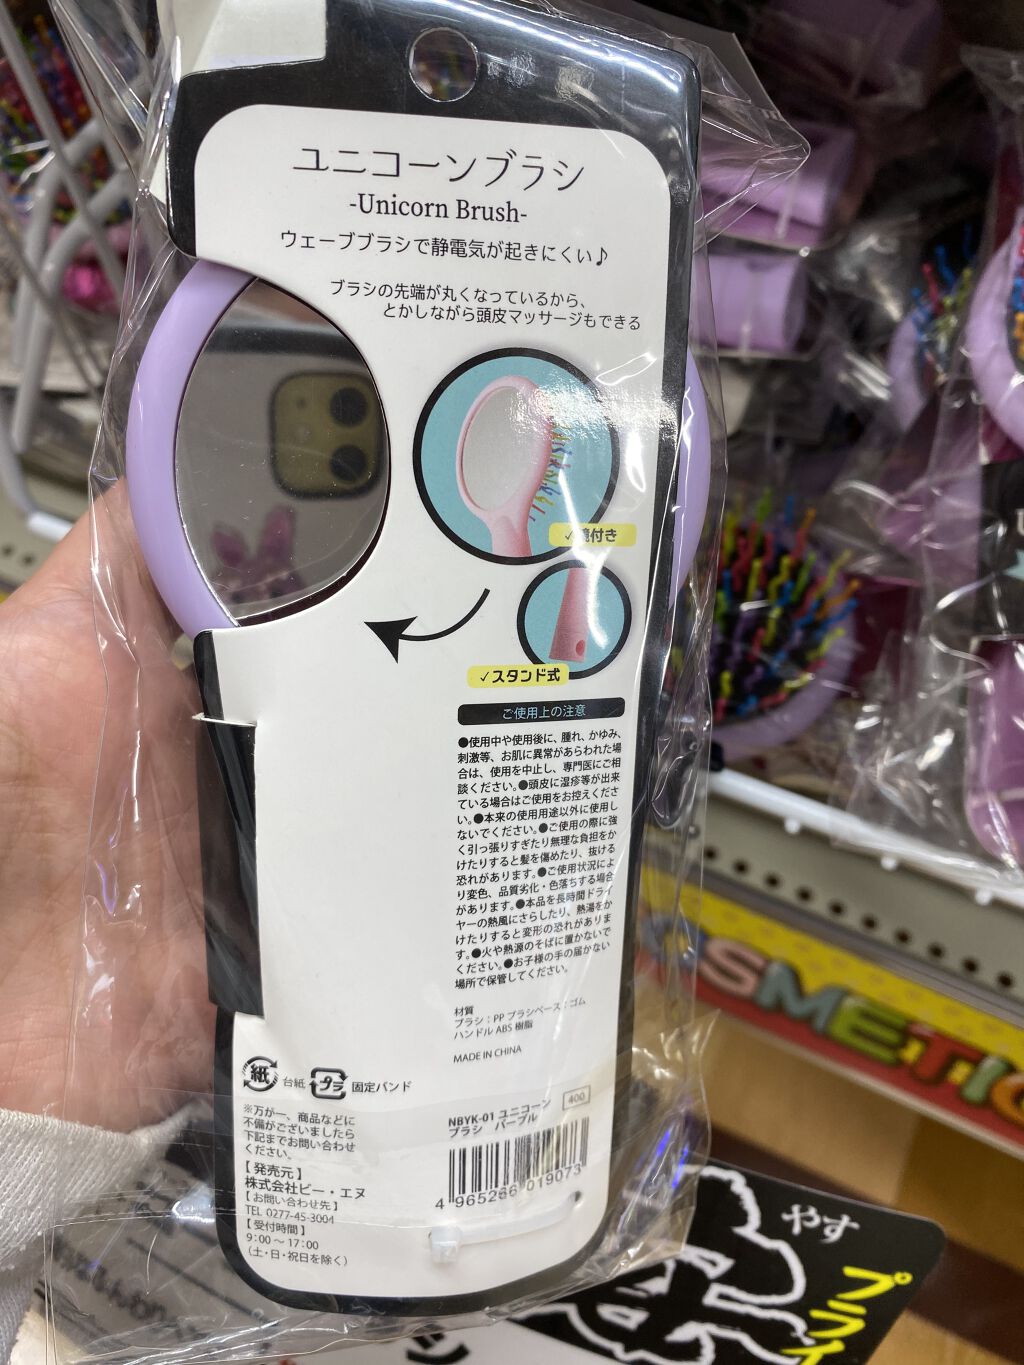 ユニコーンブラシ
-Unicorn Brush-
ウェーブブラシで静電気が起きにくい♪
ブラシの先端が丸くなっているから、
とかしながら頭皮マッサージもできる
✓鏡付き
✓スタンド式
ご使用上の注意
●使用中や使用後に、腫れ、かゆみ、
刺激等、お肌に異常があらわれた場
合は、使用を中止し、専門医にご相
談ください。●頭皮に湿疹等が出来
ている場合はご使用をお控えくださ
い。●本来の使用用途以外に使用し
ないでください。●ご使用の際に強
く引っ張りすぎたり無理な負担をか
けたりすると髪を傷めたり、抜ける
恐れがあります。●ご使用状況によ
り変色、品質劣化・色落ちする場合
があります。●本品を長時間ドライ
ヤーの熱風にさらしたり、熱湯をか
けたりすると変形の恐れがありま
す。●火や熱源のそばに置かないで
ください。●お子様の手の届かない
場所で保管してください。
材質
ブラシ：PP ブラシベース：ゴム
ハンドル ABS 樹脂
MADE IN CHINA
紙 台紙 プラ 固定バンド
※万が一、商品などに
不備がございましたら
下記までお問い合わせ
ください。
【発売元】
株式会社ビー・エヌ
【お問い合わせ先】
TEL 0277-45-3004
【受付時間】
9：00 ～ 17：00
（土・日・祝日を除く）
NBYK-01 ユニコーン
ブラシ パープル
400
4 965266 019073
SMETIC
やす
プライ